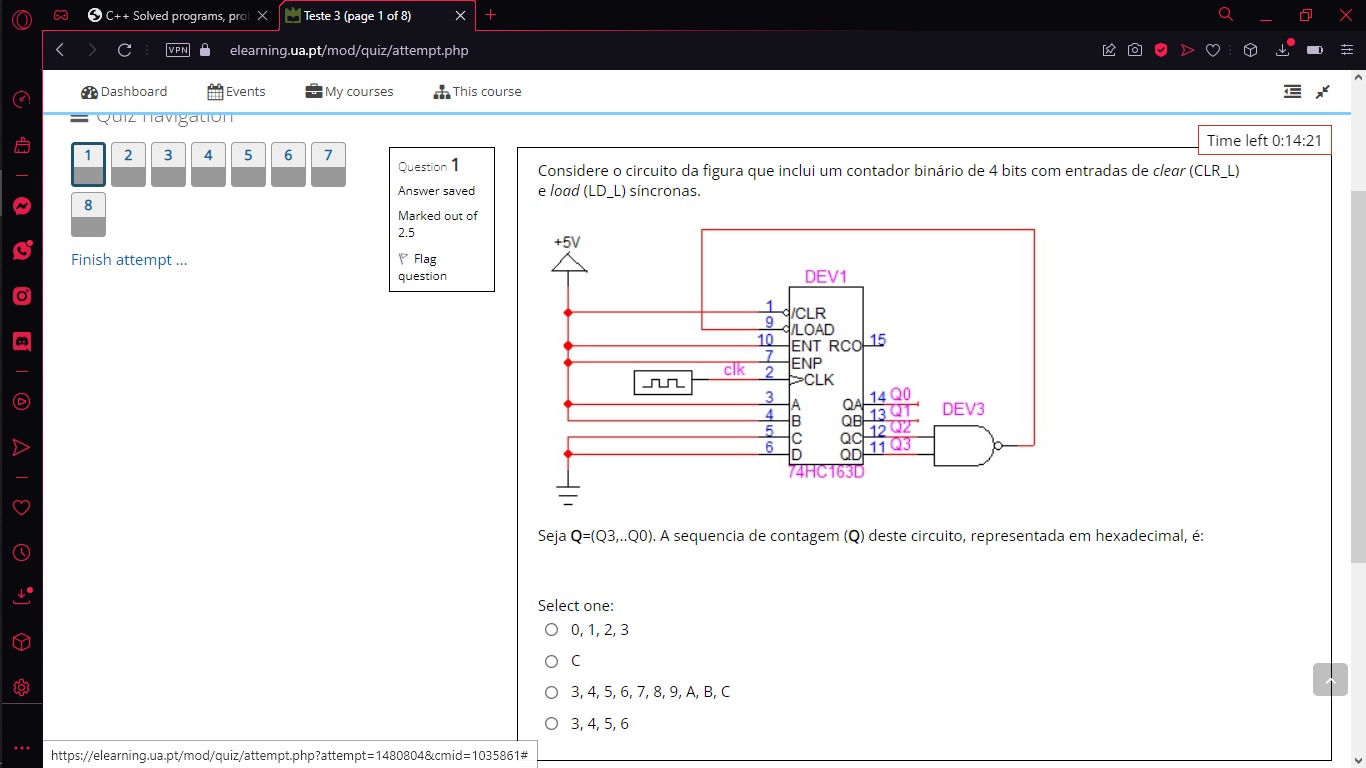 C++ Solved programs, pro
Teste 3 (page 1 of 8)
VPN
elearning.ua.pt/mod/quiz/attempt.php
Dashboard
Events
My courses
This course
Quiz navigation
Time left 0:14:21
1
2
3
4
5
6
7
8
Finish attempt ...
Question 1
Answer saved
Marked out of
2.5
Flag
question
Considere o circuito da figura que inclui um contador binário de 4 bits com entradas de clear (CLR_L)
e load (LD_L) síncronas.
+5V
DEV1
1 /CLR
9 /LOAD
10 ENT RCO 15
7 ENP
clk 2 CLK
3 A QA 14 Q0
4 B QB 13 Q1
5 C QC 12 Q2
6 D QD 11 Q3
DEV3
74HC163D
Seja Q=(Q3,..Q0). A sequencia de contagem (Q) deste circuito, representada em hexadecimal, é:
Select one:
0, 1, 2, 3
C
3, 4, 5, 6, 7, 8, 9, A, B, C
3, 4, 5, 6
https://elearning.ua.pt/mod/quiz/attempt.php?attempt=1480804&cmid=1035861#